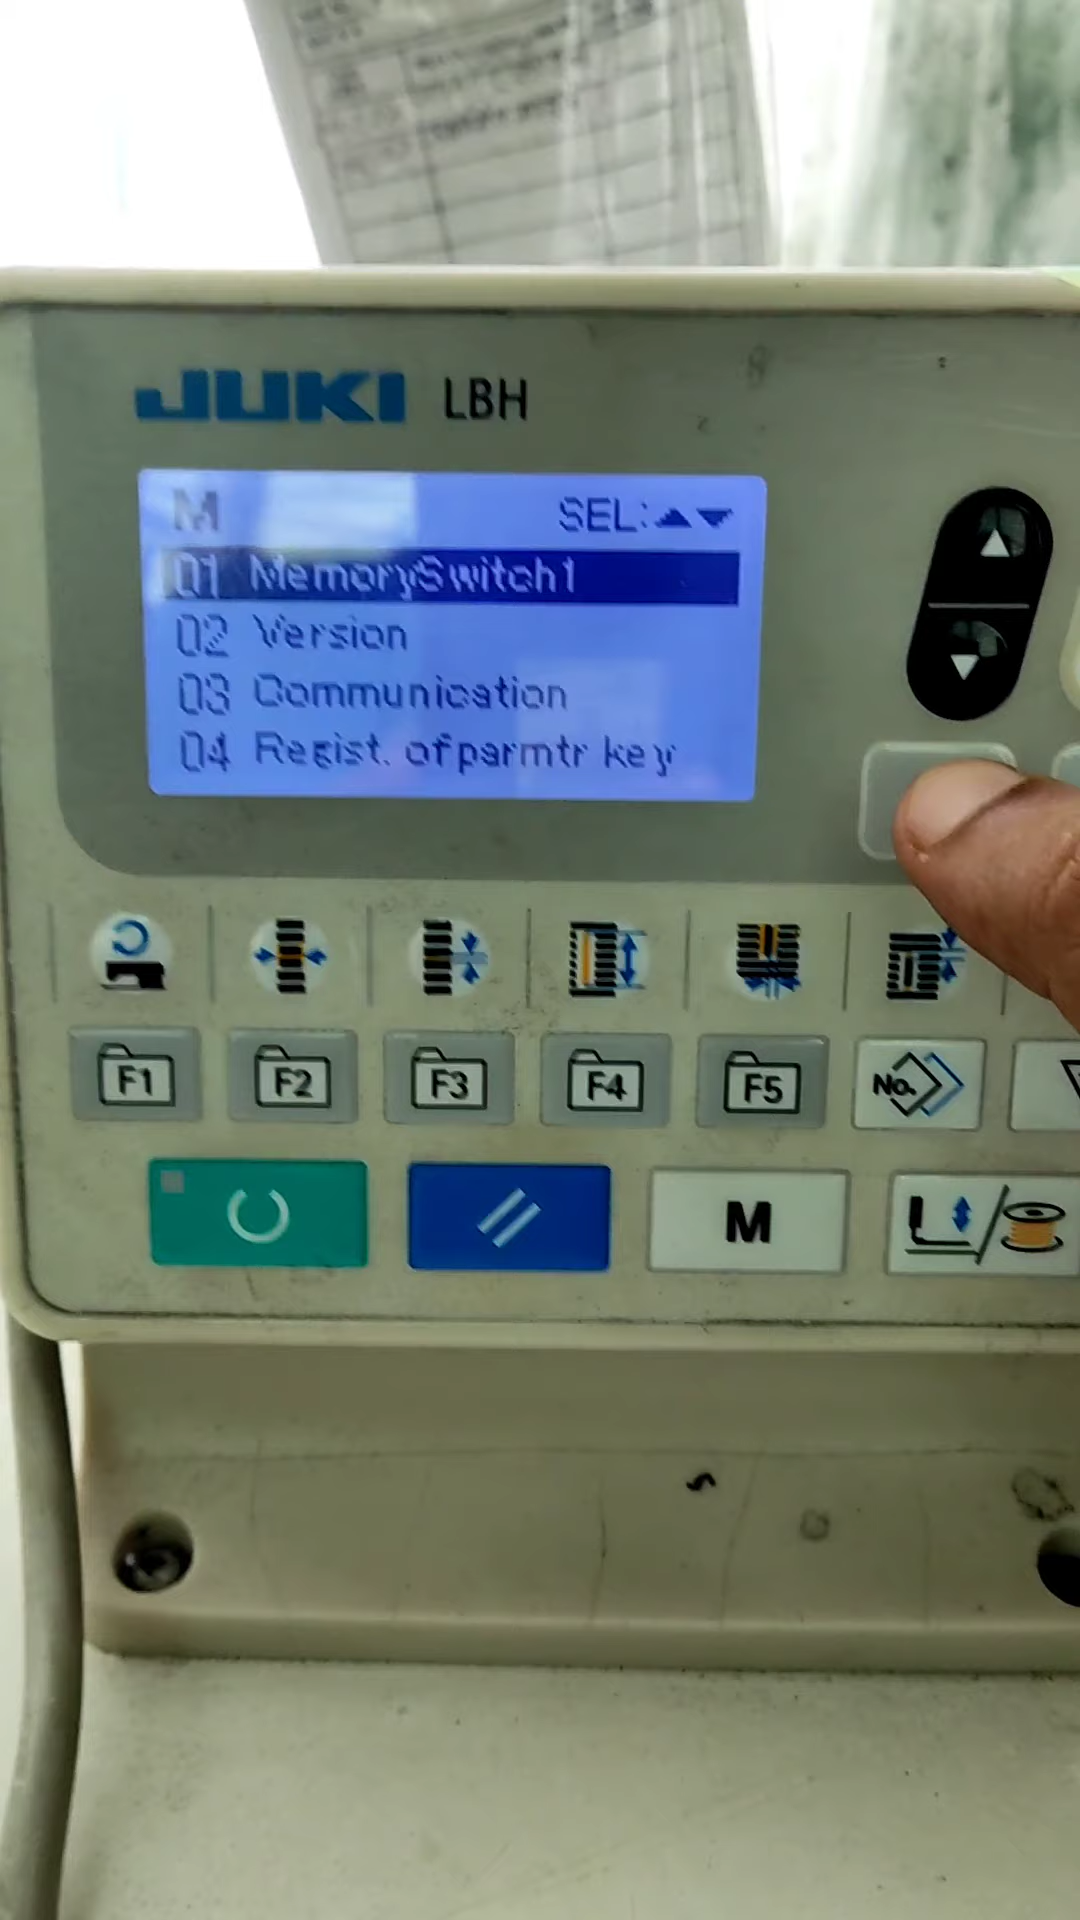 JUKI LBH
M SEL:▲▼
01 MemorySwitch1
02 Version
03 Communication
04 Regist. of parmtr key
F1 F2 F3 F4 F5 No.
M